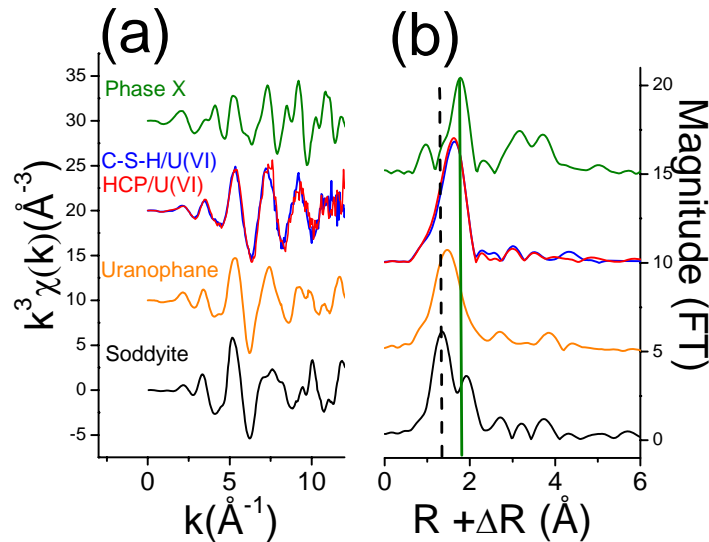 (a)
(b)
35
30
25
20
15
10
5
0
-5
k³χ(k)(Å⁻³)
Phase X
C-S-H/U(VI)
HCP/U(VI)
Uranophane
Soddyite
0 5 10
k(Å⁻¹)
20
15
10
5
0
Magnitude (FT)
0 2 4 6
R +ΔR (Å)